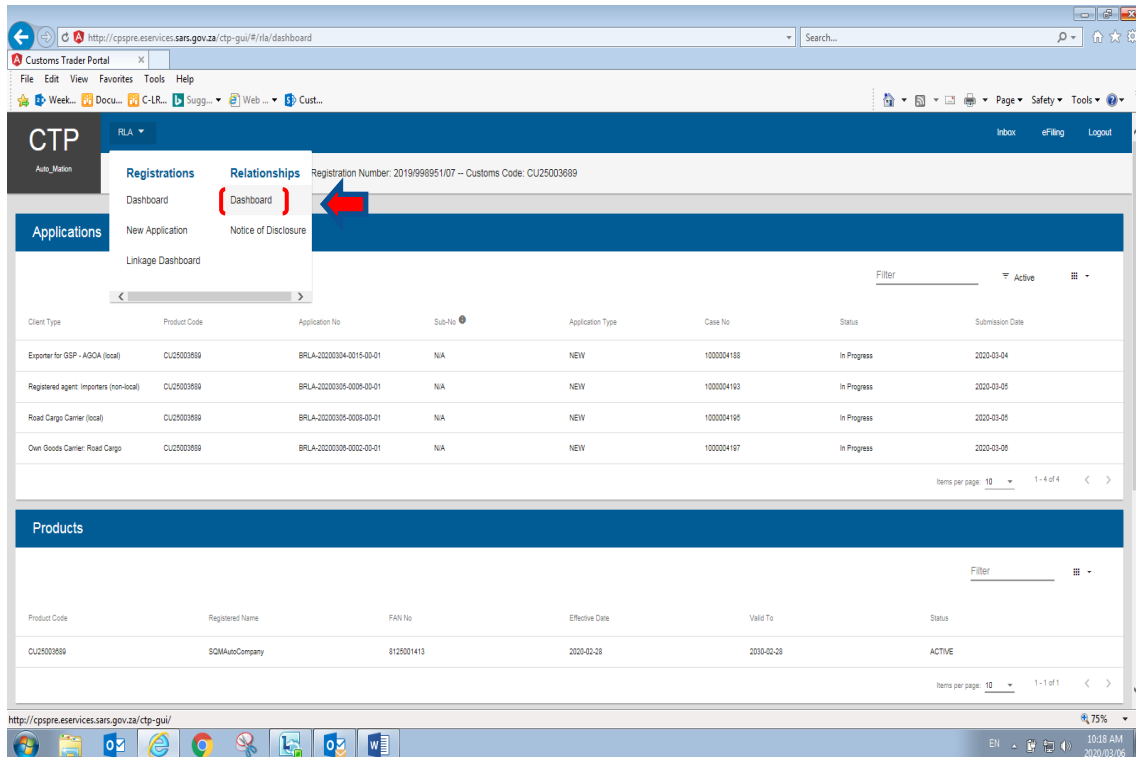 http://cpspre.eservices.sars.gov.za/ctp-gui/#/rla/dashboard
Search...
Customs Trader Portal
File Edit View Favorites Tools Help
Week... Docu... C-LR... Sugg... Web ... Cust...
Page Safety Tools
CTP
RLA
Inbox eFiling Logout
Auto_Mation
Registrations Relationships
Registration Number: 2019/998951/07 -- Customs Code: CU25003689
Dashboard Dashboard
New Application Notice of Disclosure
Linkage Dashboard
Applications
Filter Active
Client Type Product Code Application No Sub-No Application Type Case No Status Submission Date
Exporter for GSP - AGOA (local) CU25003689 BRLA-20200304-0015-00-01 N/A NEW 1000004188 In Progress 2020-03-04
Registered agent: Importers (non-local) CU25003689 BRLA-20200305-0006-00-01 N/A NEW 1000004193 In Progress 2020-03-05
Road Cargo Carrier (local) CU25003689 BRLA-20200305-0008-00-01 N/A NEW 1000004195 In Progress 2020-03-05
Own Goods Carrier: Road Cargo CU25003689 BRLA-20200306-0002-00-01 N/A NEW 1000004197 In Progress 2020-03-06
Items per page: 10 1 - 4 of 4
Products
Filter
Product Code Registered Name FAN No Effective Date Valid To Status
CU25003689 SQMAutoCompany 8125001413 2020-02-28 2030-02-28 ACTIVE
Items per page: 10 1 - 1 of 1
http://cpspre.eservices.sars.gov.za/ctp-gui/
75%
EN
10:18 AM
2020/03/06